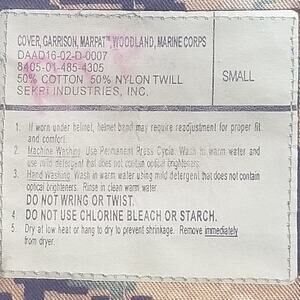 COVER, GARRISON, MARPAT™, WOODLAND, MARINE CORPS
DAAD16-02-D-0007
8405-01-485-4305
50% COTTON 50% NYLON TWILL
SEKRI INDUSTRIES, INC.
SMALL
1. If worn under helmet, helmet band may require readjustment for proper fit
and comfort.
2. Machine Washing: Use Permanent Press Cycle. Wash in warm water and
use mild detergent that does not contain optical brighteners.
3. Hand Washing: Wash in warm water using mild detergent that does not contain
optical brighteners. Rinse in clean warm water.
DO NOT WRING OR TWIST.
4. DO NOT USE CHLORINE BLEACH OR STARCH.
5. Dry at low heat or hang to dry to prevent shrinkage. Remove immediately
from dryer.